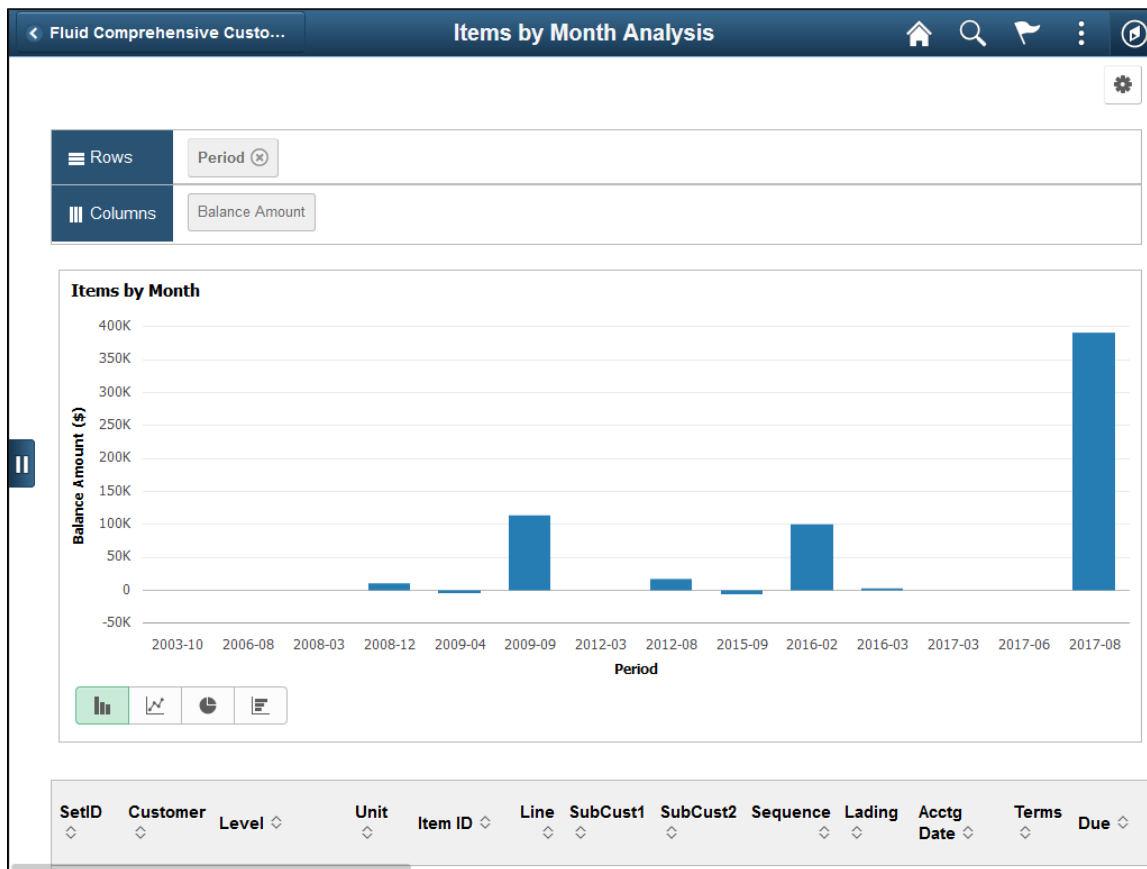 Fluid Comprehensive Custo...
Items by Month Analysis
Rows
Period
Columns
Balance Amount
Items by Month
Balance Amount ($)
400K
350K
300K
250K
200K
150K
100K
50K
0
-50K
2003-10 2006-08 2008-03 2008-12 2009-04 2009-09 2012-03 2012-08 2015-09 2016-02 2016-03 2017-03 2017-06 2017-08
Period
SetID Customer Level Unit Item ID Line SubCust1 SubCust2 Sequence Lading Acctg Date Terms Due